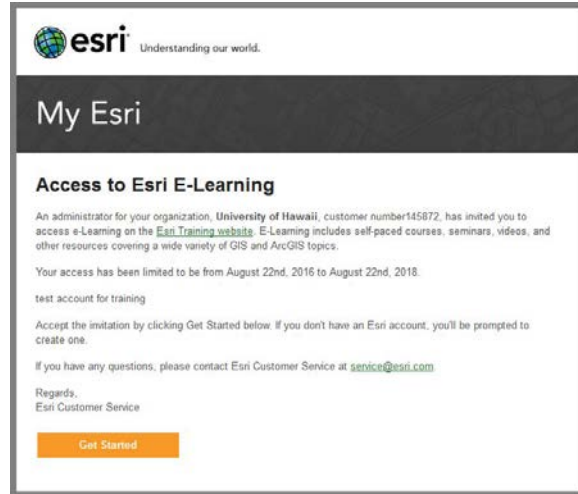 esri Understanding our world.
My Esri
Access to Esri E-Learning
An administrator for your organization, University of Hawaii, customer number145872, has invited you to
access e-Learning on the Esri Training website. E-Learning includes self-paced courses, seminars, videos, and
other resources covering a wide variety of GIS and ArcGIS topics.
Your access has been limited to be from August 22nd, 2016 to August 22nd, 2018.
test account for training
Accept the invitation by clicking Get Started below. If you don't have an Esri account, you'll be prompted to
create one.
If you have any questions, please contact Esri Customer Service at service@esri.com.
Regards,
Esri Customer Service
Get Started